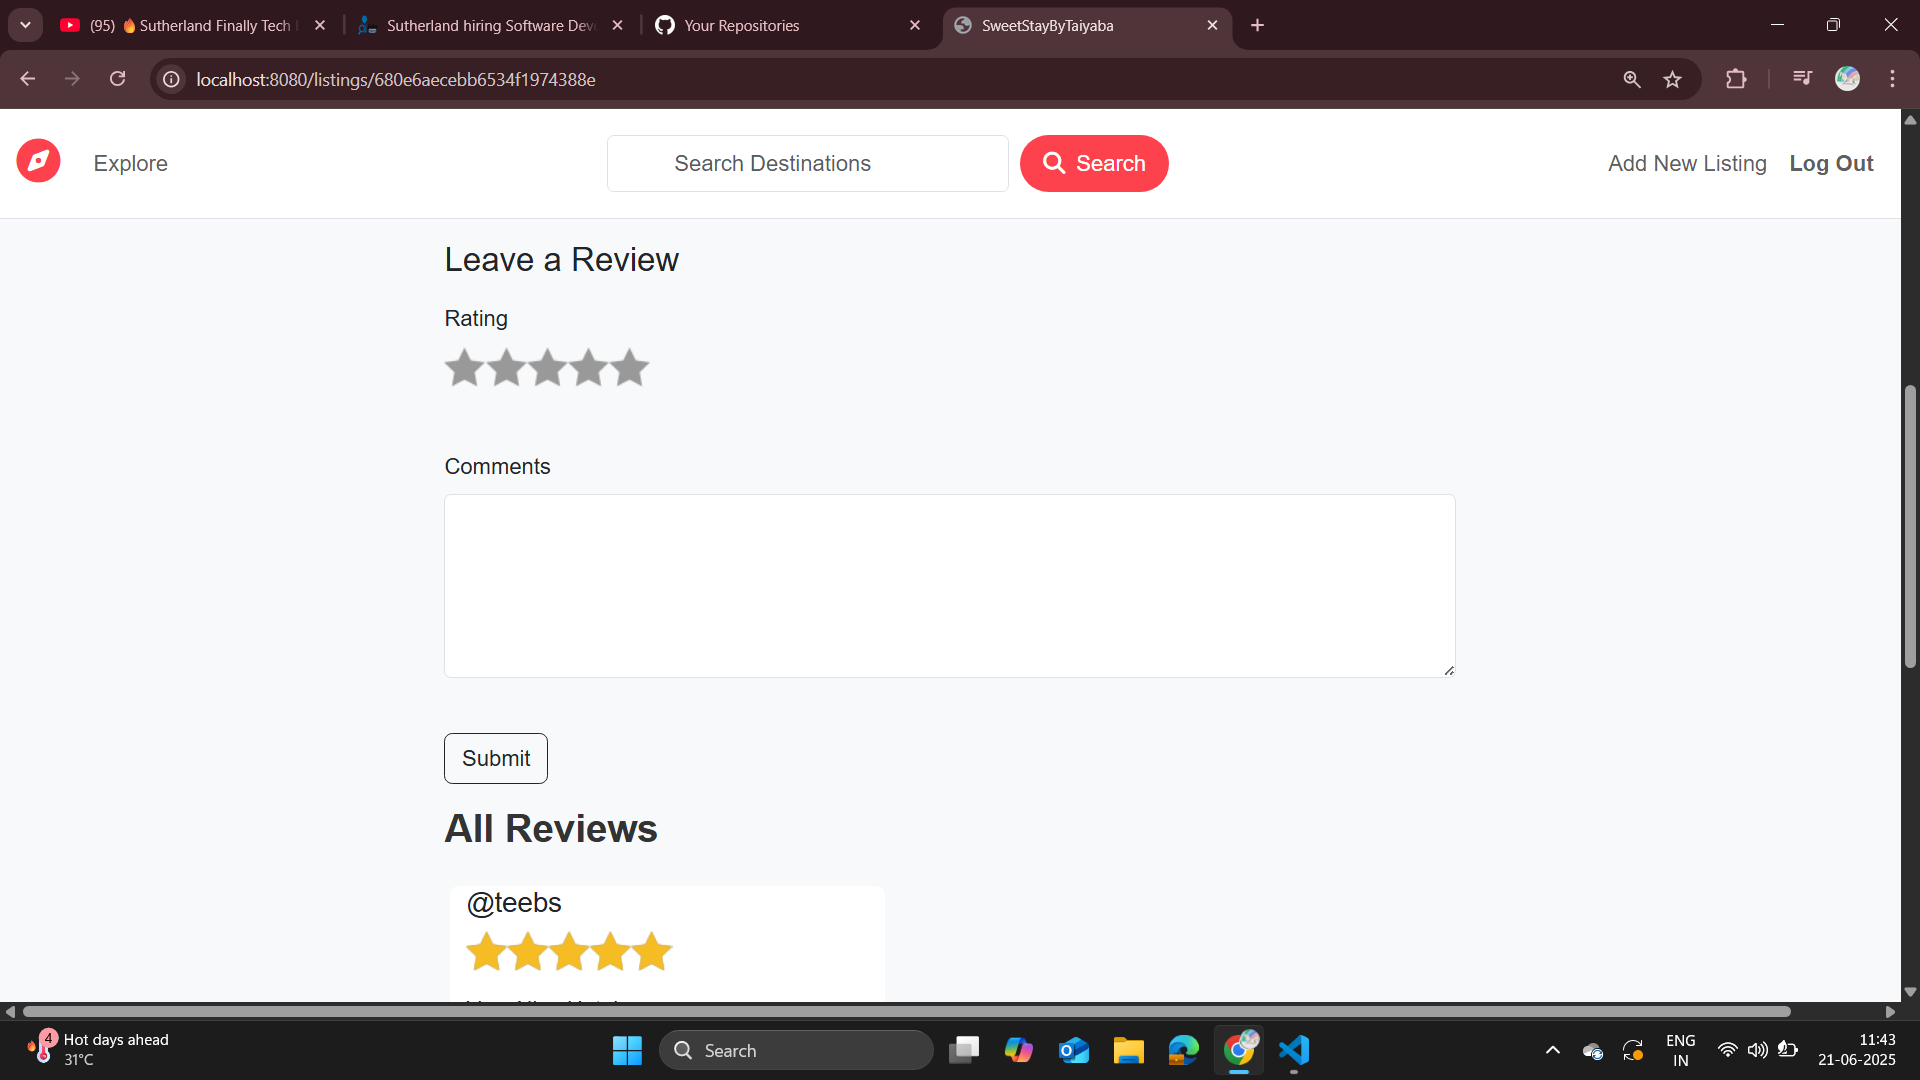 (95) 🔥 Sutherland Finally Tech
Sutherland hiring Software Dev
Your Repositories
SweetStayByTaiyaba
localhost:8080/listings/680e6aecebb6534f1974388e
Explore
Search Destinations
Search
Add New Listing
Log Out
Leave a Review
Rating
Comments
Submit
All Reviews
@teebs
4
Hot days ahead
31°C
Search
ENG
IN
11:43
21-06-2025